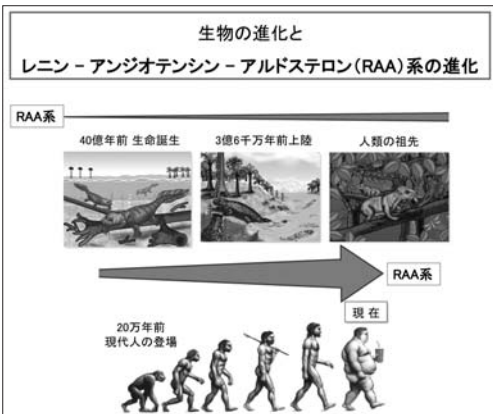 生物の進化と
レニン－アンジオテンシン－アルドステロン(RAA)系の進化
RAA系
40億年前 生命誕生
3億6千万年前上陸
人類の祖先
RAA系
現 在
20万年前
現代人の登場